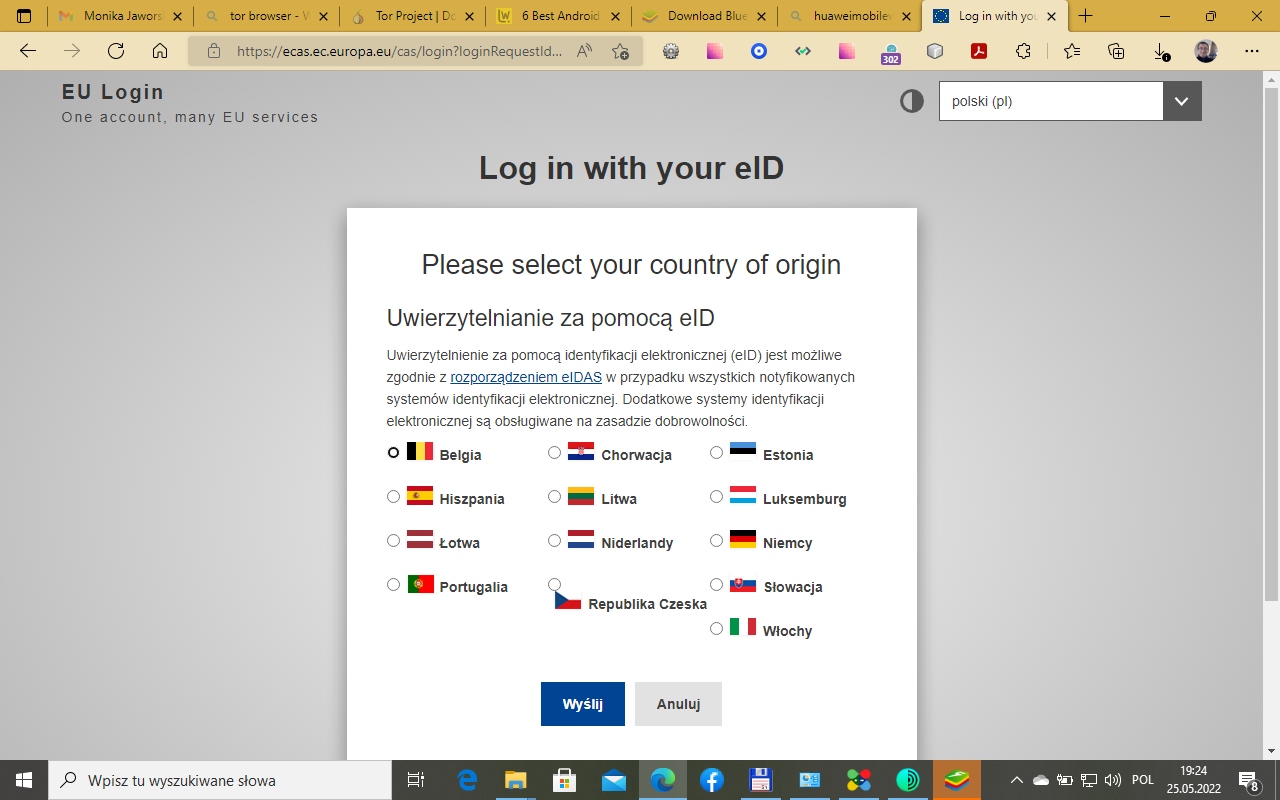 Monika Jawors
tor browser - W
Tor Project | Do
6 Best Android
Download Blue
huaweimobilew
Log in with you
https://ecas.ec.europa.eu/cas/login?loginRequestId...
302
EU Login
One account, many EU services
polski (pl)
Log in with your eID
Please select your country of origin
Uwierzytelnianie za pomocą eID
Uwierzytelnienie za pomocą identyfikacji elektronicznej (eID) jest możliwe
zgodnie z rozporządzeniem eIDAS w przypadku wszystkich notyfikowanych
systemów identyfikacji elektronicznej. Dodatkowe systemy identyfikacji
elektronicznej są obsługiwane na zasadzie dobrowolności.
Belgia
Chorwacja
Estonia
Hiszpania
Litwa
Luksemburg
Łotwa
Niderlandy
Niemcy
Portugalia
Republika Czeska
Słowacja
Włochy
Wyślij
Anuluj
Wpisz tu wyszukiwane słowa
POL
19:24
25.05.2022
8